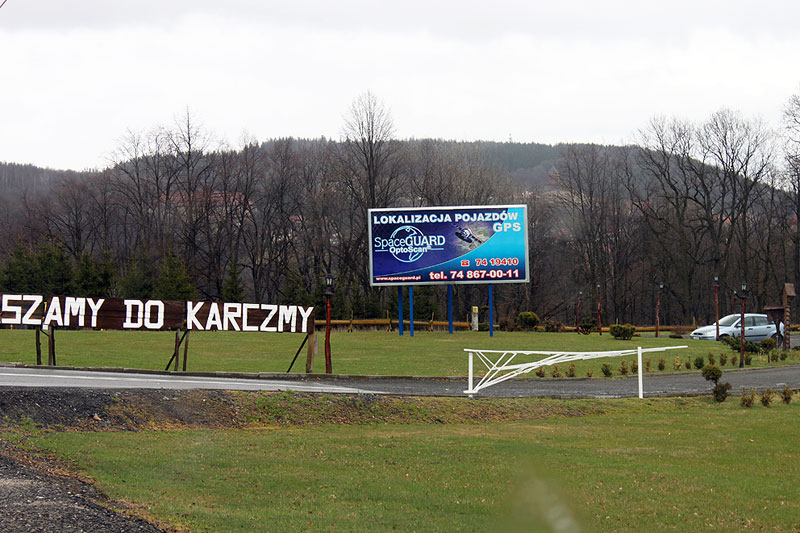 SZAMY DO KARCZMY
LOKALIZACJA POJAZDÓW
GPS
SpaceGUARD
OptoScan
☎ 74 19410
www.spaceguard.pl
tel. 74 867-00-11